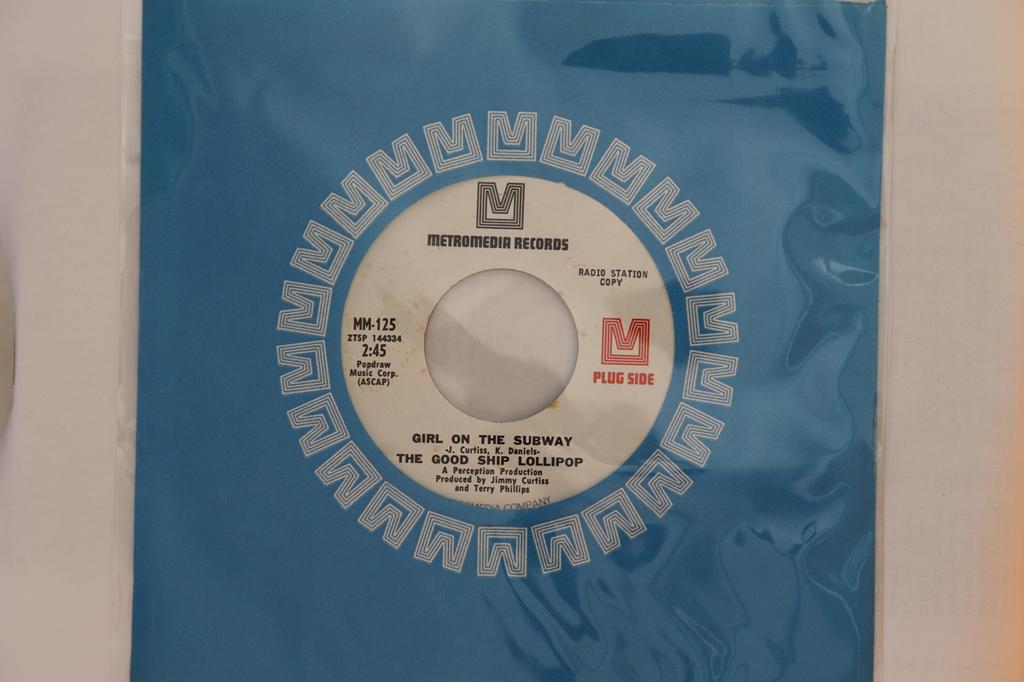 METROMEDIA RECORDS
RADIO STATION
COPY
MM-125
ZTSP 144334
2:45
Popdraw
Music Corp.
(ASCAP)
PLUG SIDE
GIRL ON THE SUBWAY
-J. Curtiss, K. Daniels-
THE GOOD SHIP LOLLIPOP
A Perception Production
Produced by Jimmy Curtiss
and Terry Phillips
COMPANY